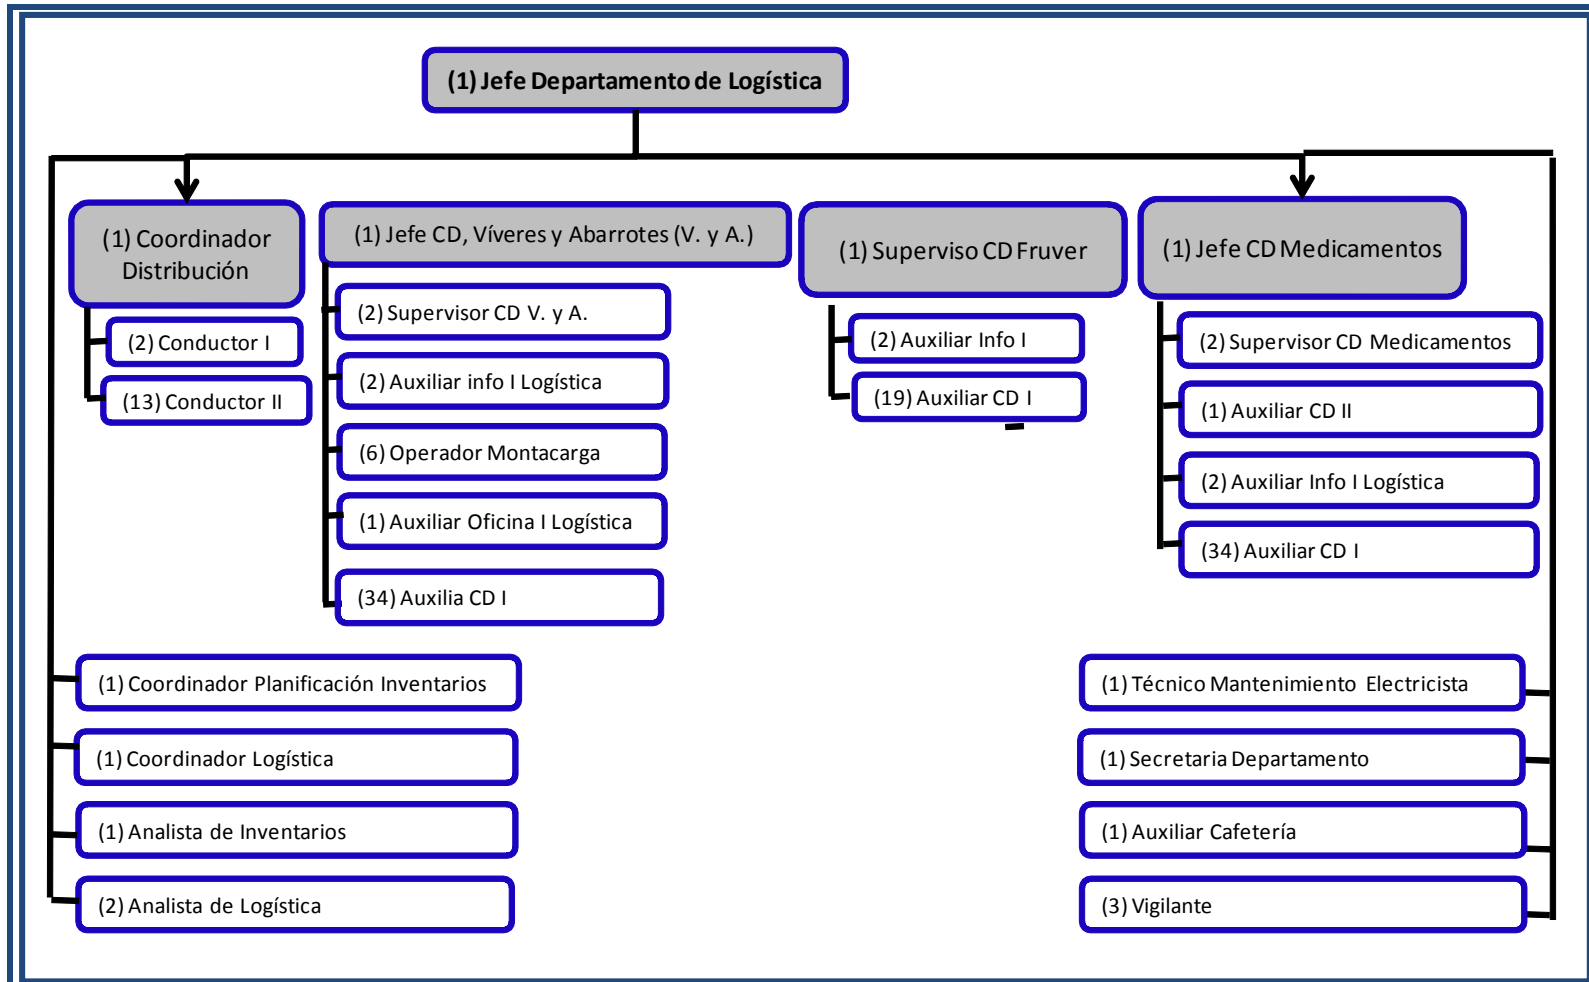 (1) Jefe Departamento de Logística
(1) Coordinador
Distribución
(2) Conductor I
(13) Conductor II
(1) Jefe CD, Víveres y Abarrotes (V. y A.)
(2) Supervisor CD V. y A.
(2) Auxiliar info I Logística
(6) Operador Montacarga
(1) Auxiliar Oficina I Logística
(34) Auxilia CD I
(1) Superviso CD Fruver
(2) Auxiliar Info I
(19) Auxiliar CD I
(1) Jefe CD Medicamentos
(2) Supervisor CD Medicamentos
(1) Auxiliar CD II
(2) Auxiliar Info I Logística
(34) Auxiliar CD I
(1) Coordinador Planificación Inventarios
(1) Coordinador Logística
(1) Analista de Inventarios
(2) Analista de Logística
(1) Técnico Mantenimiento Electricista
(1) Secretaria Departamento
(1) Auxiliar Cafetería
(3) Vigilante